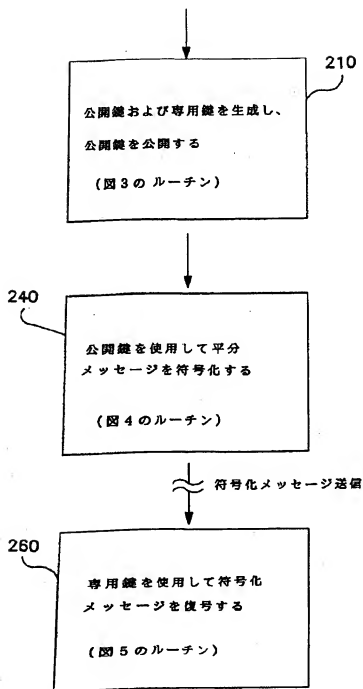 210
公開鍵および専用鍵を生成し、
公開鍵を公開する
(図3のルーチン)
240
公開鍵を使用して平分
メッセージを符号化する
(図4のルーチン)
符号化メッセージ送信
260
専用鍵を使用して符号化
メッセージを復号する
(図5のルーチン)